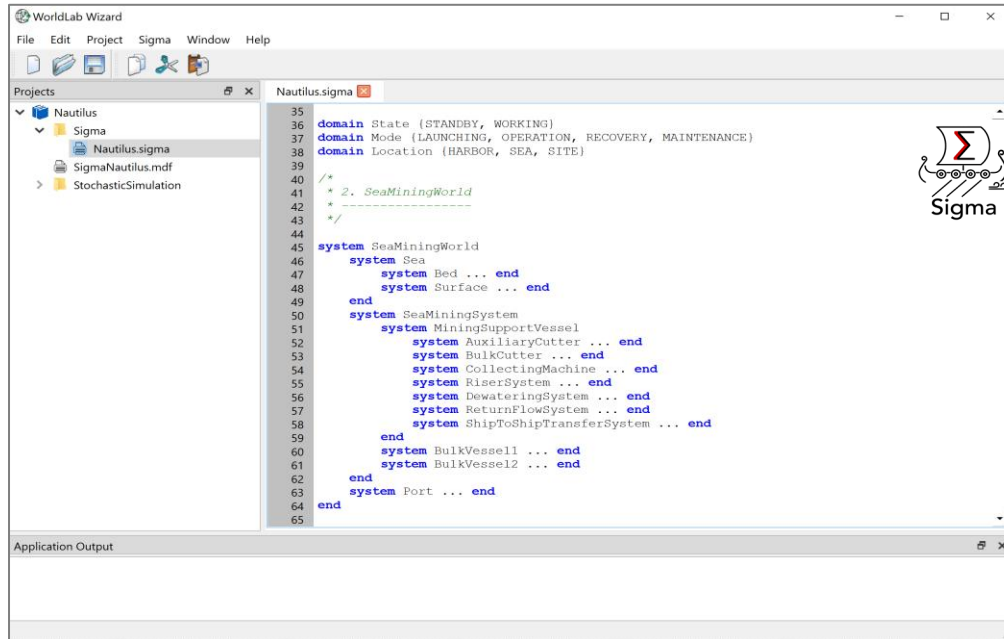 WorldLab Wizard
File Edit Project Sigma Window Help
Projects
Nautilus.sigma
Nautilus
Sigma
Nautilus.sigma
SigmaNautilus.mdf
StochasticSimulation
35
36 domain State {STANDBY, WORKING}
37 domain Mode {LAUNCHING, OPERATION, RECOVERY, MAINTENANCE}
38 domain Location {HARBOR, SEA, SITE}
39
40 /*
41  * 2. SeaMiningWorld
42  * -----------------
43  */
44
45 system SeaMiningWorld
46     system Sea
47         system Bed ... end
48         system Surface ... end
49     end
50     system SeaMiningSystem
51         system MiningSupportVessel
52             system AuxiliaryCutter ... end
53             system BulkCutter ... end
54             system CollectingMachine ... end
55             system RiserSystem ... end
56             system DewateringSystem ... end
57             system ReturnFlowSystem ... end
58             system ShipToShipTransferSystem ... end
59         end
60         system BulkVessel1 ... end
61         system BulkVessel2 ... end
62     end
63     system Port ... end
64 end
65
Σ
Sigma
Application Output